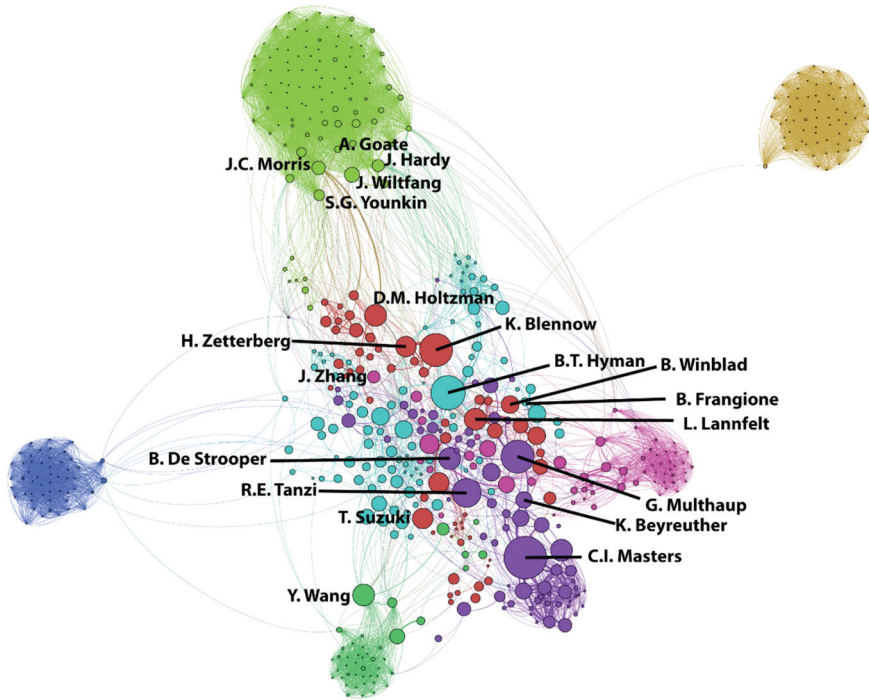 A. Goate
J.C. Morris
J. Hardy
J. Wiltfang
S.G. Younkin
D.M. Holtzman
K. Blennow
H. Zetterberg
B.T. Hyman
B. Winblad
J. Zhang
B. Frangione
L. Lannfelt
B. De Strooper
R.E. Tanzi
G. Multhaup
T. Suzuki
K. Beyreuther
C.I. Masters
Y. Wang